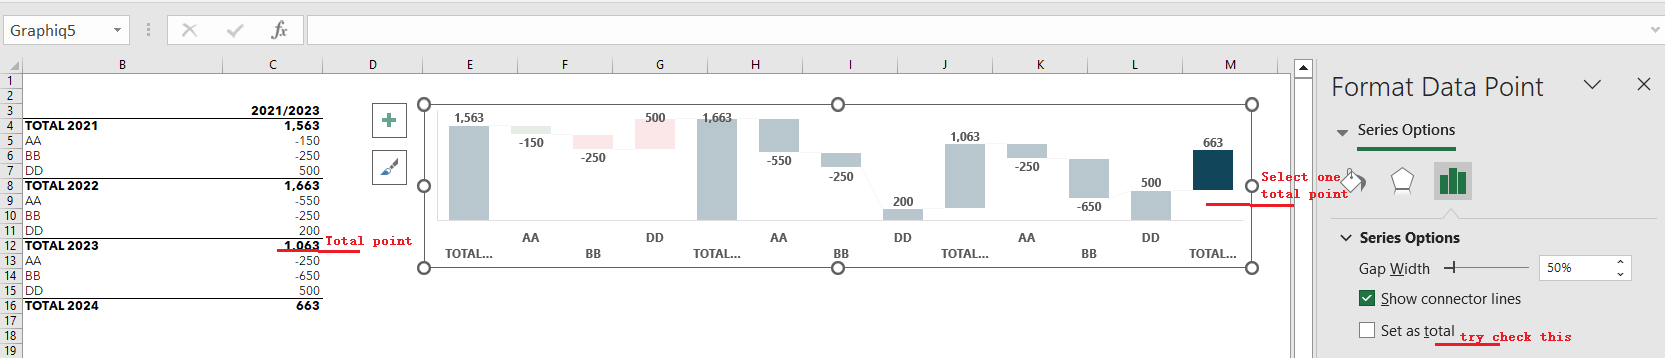 Graphiq5
fx
B C D E F G H I J K L M
1
2
3 2021/2023
4 TOTAL 2021 1,563
5 AA -150
6 BB -250
7 DD 500
8 TOTAL 2022 1,663
9 AA -550
10 BB -250
11 DD 200
12 TOTAL 2023 1,063
13 AA -250
14 BB -650
15 DD 500
16 TOTAL 2024 663
17
18
19
Total point
1,563 -150 -250 500 1,663 -550 -250 200 1,063 -250 -650 500 663
AA DD AA DD AA DD
TOTAL... BB TOTAL... BB TOTAL... BB TOTAL...
Select one
total point
Format Data Point
Series Options
Series Options
Gap Width 50%
Show connector lines
Set as total
try check this